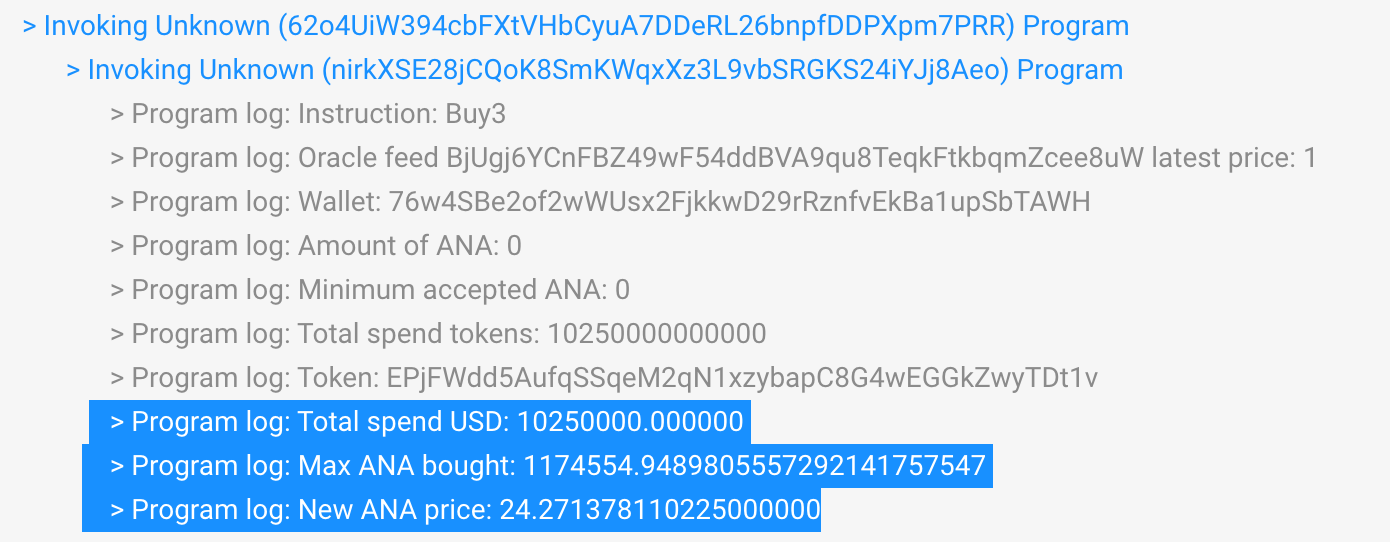 > Invoking Unknown (62o4UiW394cbFXtVHbCyuA7DDeRL26bnpfDDPXpm7PRR) Program
> Invoking Unknown (nirkXSE28jCQoK8SmKWqxXz3L9vbSRGKS24iYJj8Aeo) Program
> Program log: Instruction: Buy3
> Program log: Oracle feed BjUgj6YCnFBZ49wF54ddBVA9qu8TeqkFtkbqmZcee8uW latest price: 1
> Program log: Wallet: 76w4SBe2of2wWUsx2FjkkwD29rRznfvEkBa1upSbTAWH
> Program log: Amount of ANA: 0
> Program log: Minimum accepted ANA: 0
> Program log: Total spend tokens: 10250000000000
> Program log: Token: EPjFWdd5AufqSSqeM2qN1xzybapC8G4wEGGkZwyTDt1v
> Program log: Total spend USD: 10250000.000000
> Program log: Max ANA bought: 1174554.9489805557292141757547
> Program log: New ANA price: 24.271378110225000000